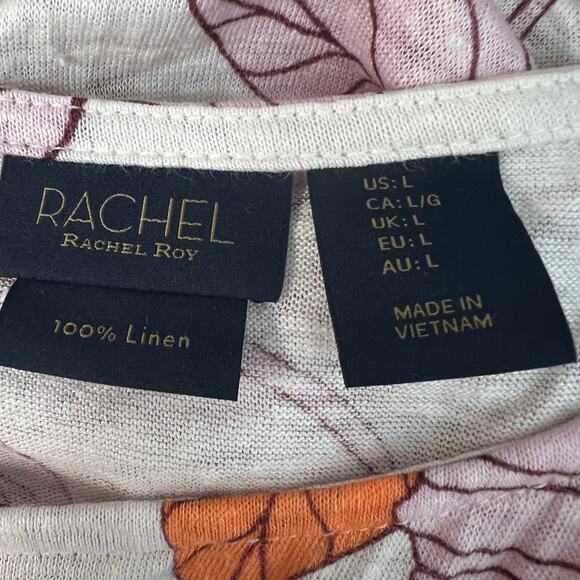 RACHEL
RACHEL ROY
100% Linen
US: L
CA: L/G
UK: L
EU: L
AU: L
MADE IN
VIETNAM